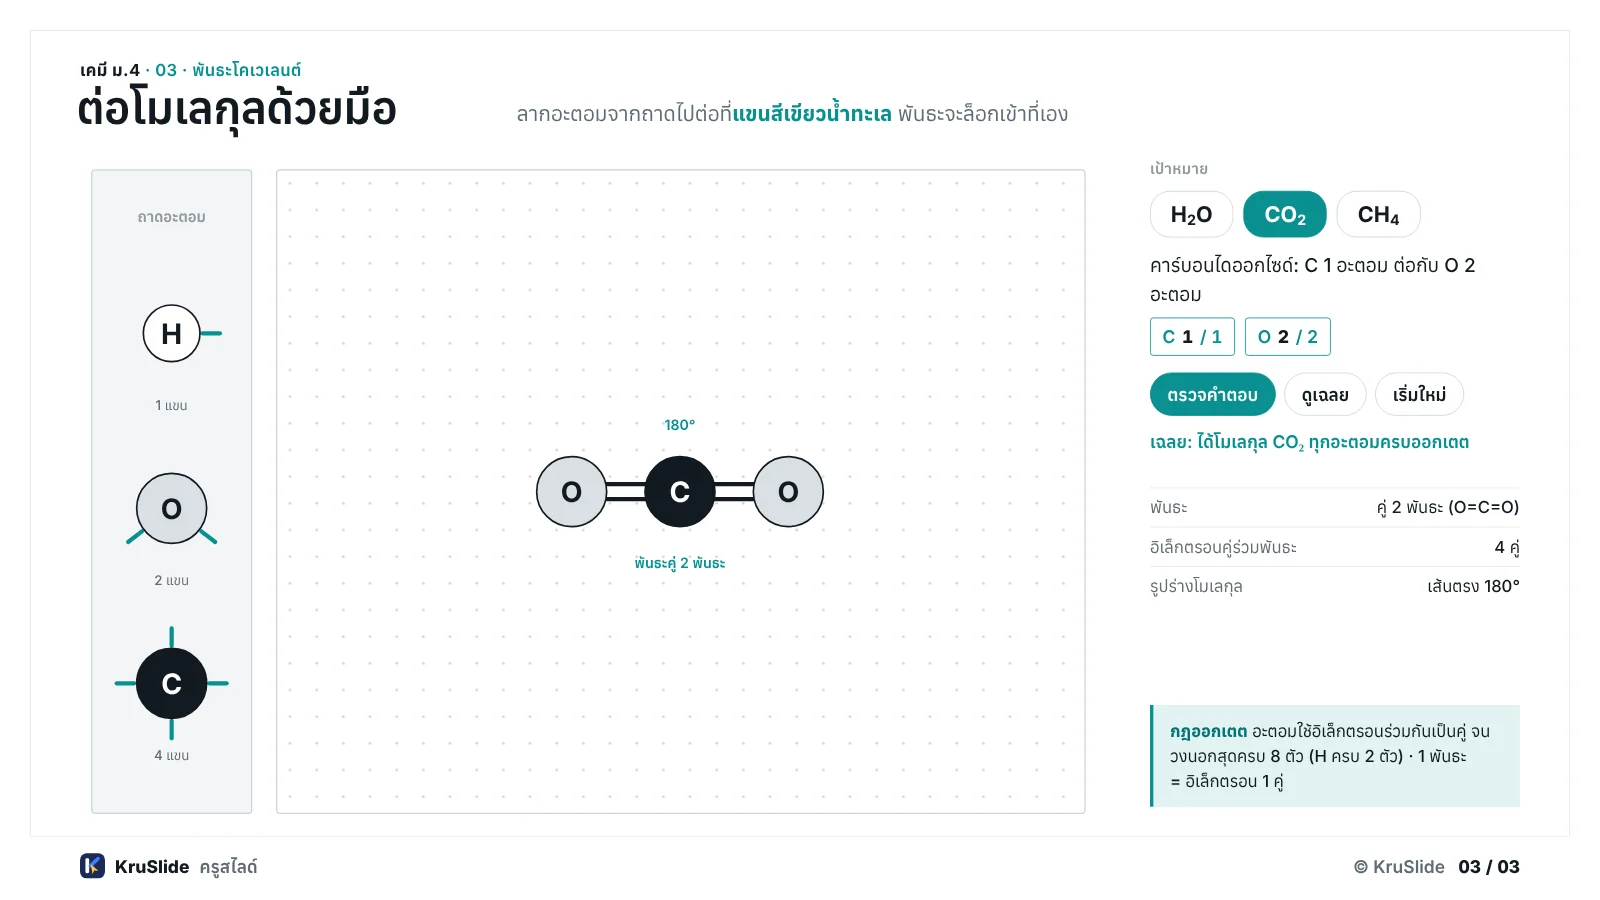 เคมี ม.4 · 03 · พันธะโคเวเลนต์
ต่อโมเลกุลด้วยมือ
ลากอะตอมจากถาดไปต่อที่แขนสีเขียวน้ำทะเล พันธะจะล็อกเข้าที่เอง
ถาดอะตอม
H
1 แขน
O
2 แขน
C
4 แขน
180°
O C O
พันธะคู่ 2 พันธะ
เป้าหมาย
H₂O CO₂ CH₄
คาร์บอนไดออกไซด์: C 1 อะตอม ต่อกับ O 2
อะตอม
C 1 / 1 O 2 / 2
ตรวจคำตอบ ดูเฉลย เริ่มใหม่
เฉลย: ได้โมเลกุล CO₂ ทุกอะตอมครบออกเตต
พันธะ คู่ 2 พันธะ (O=C=O)
อิเล็กตรอนคู่ร่วมพันธะ 4 คู่
รูปร่างโมเลกุล เส้นตรง 180°
กฎออกเตต อะตอมใช้อิเล็กตรอนร่วมกันเป็นคู่ จน
วงนอกสุดครบ 8 ตัว (H ครบ 2 ตัว) · 1 พันธะ
= อิเล็กตรอน 1 คู่
KruSlide ครูสไลด์
© KruSlide 03 / 03